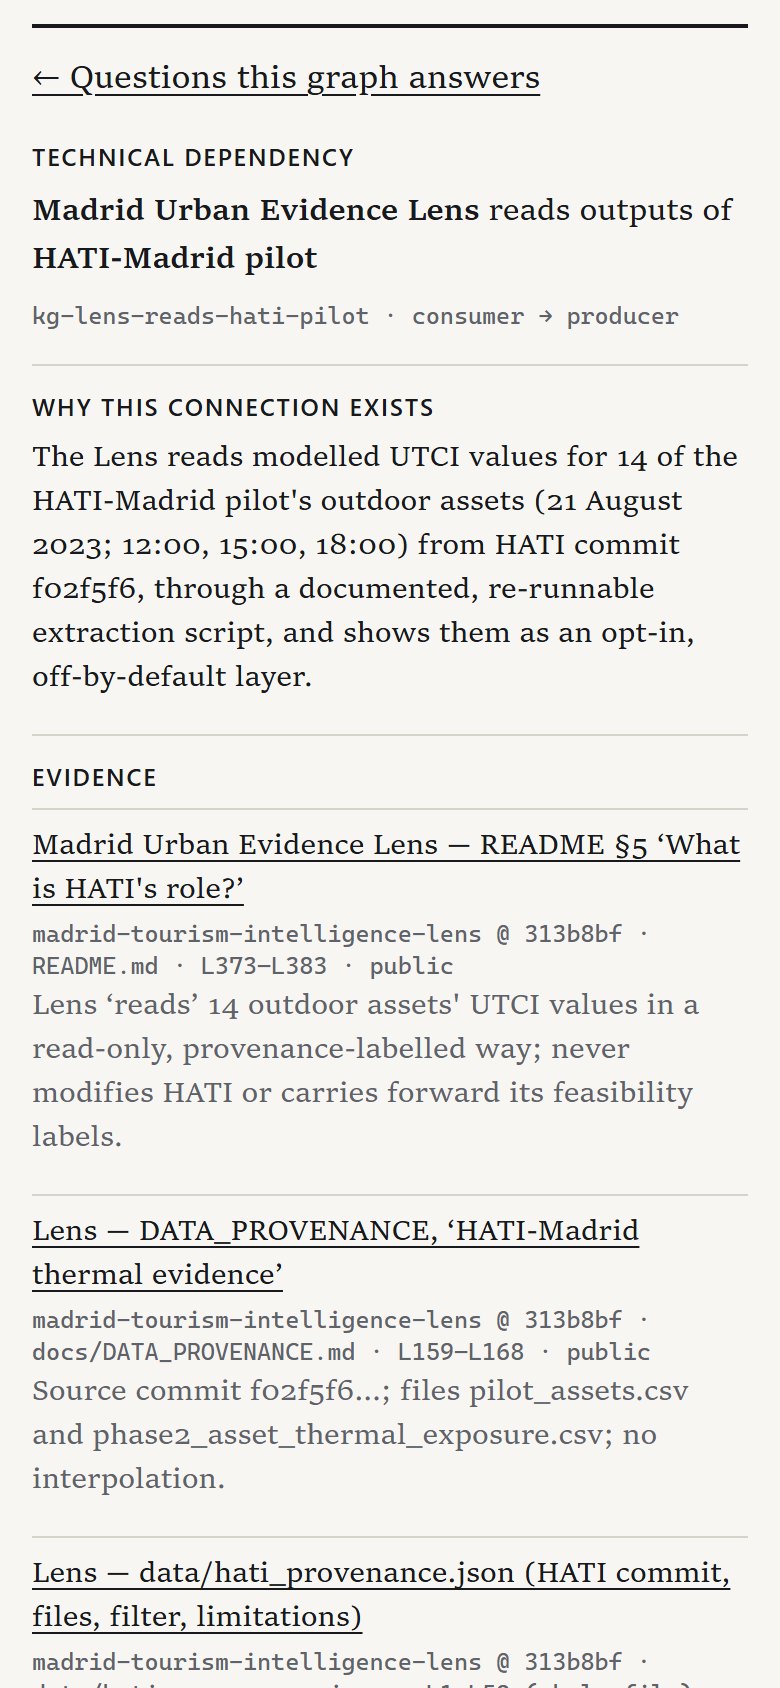 ← Questions this graph answers
TECHNICAL DEPENDENCY
Madrid Urban Evidence Lens reads outputs of
HATI-Madrid pilot
kg-lens-reads-hati-pilot · consumer → producer
WHY THIS CONNECTION EXISTS
The Lens reads modelled UTCI values for 14 of the
HATI-Madrid pilot's outdoor assets (21 August
2023; 12:00, 15:00, 18:00) from HATI commit
f02f5f6, through a documented, re-runnable
extraction script, and shows them as an opt-in,
off-by-default layer.
EVIDENCE
Madrid Urban Evidence Lens — README §5 ‘What
is HATI's role?’
madrid-tourism-intelligence-lens @ 313b8bf ·
README.md · L373–L383 · public
Lens ‘reads’ 14 outdoor assets' UTCI values in a
read-only, provenance-labelled way; never
modifies HATI or carries forward its feasibility
labels.
Lens — DATA_PROVENANCE, ‘HATI-Madrid
thermal evidence’
madrid-tourism-intelligence-lens @ 313b8bf ·
docs/DATA_PROVENANCE.md · L159–L168 · public
Source commit f02f5f6…; files pilot_assets.csv
and phase2_asset_thermal_exposure.csv; no
interpolation.
Lens — data/hati_provenance.json (HATI commit,
files, filter, limitations)
madrid-tourism-intelligence-lens @ 313b8bf ·